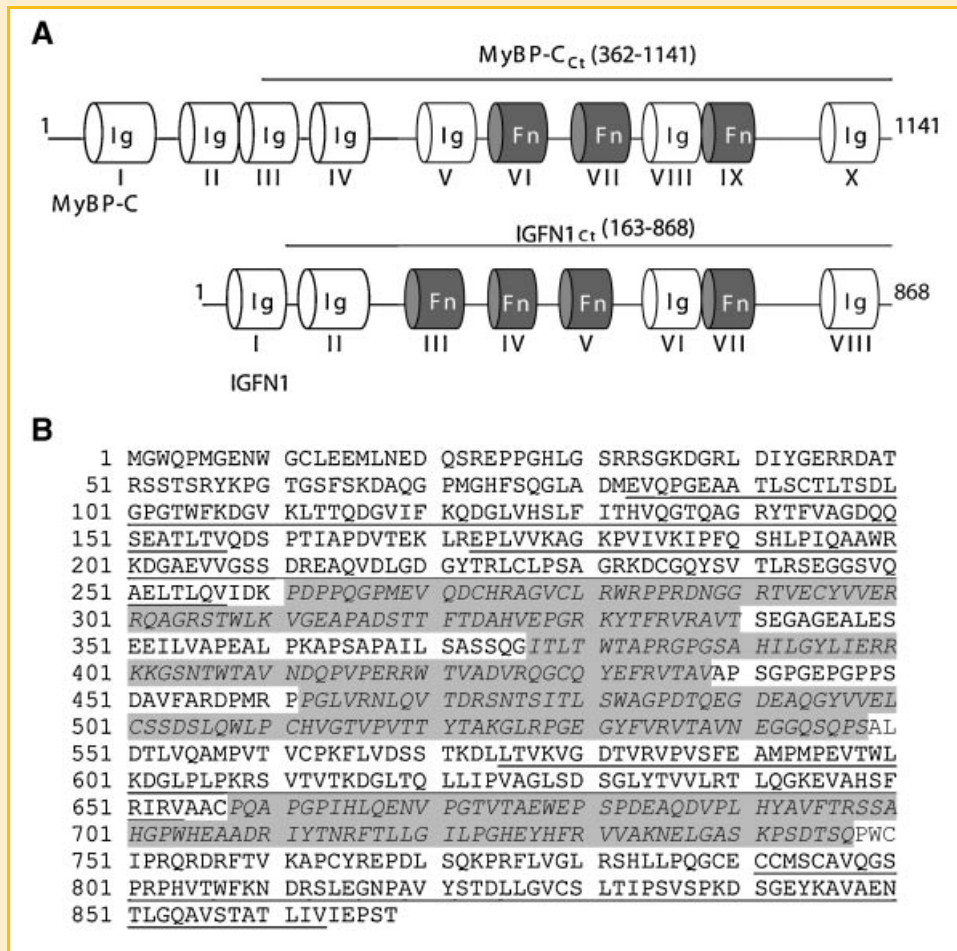 A
MyBP-C Ct (362-1141)
1 Ig Ig Ig Ig Ig Fn Fn Ig Fn Ig 1141
I II III IV V VI VII VIII IX X
MyBP-C
IGFN1 Ct (163-868)
1 Ig Ig Fn Fn Fn Ig Fn Ig 868
I II III IV V VI VII VIII
IGFN1
B
1 MGWQPMGENW GCLEEMLNED QSREPPGHLG SRRSGKDGRL DIYGERRDAT
51 RSSTSRYKPG TGSFSKDAQG PMGHFSQGLA DMEVQPGEAA TLSCTLTSDL
101 GPGTWFKDGV KLTTQDGVIF KQDGLVHSLF ITHVQGTQAG RYTFVAGDQQ
151 SEATLTVQDS PTIAPDVTEK LREPLVVKAG KPVIVKIPFQ SHLPIQAAWR
201 KDGAEVVGSS DREAQVDLGD GYTRLCLPSA GRKDCGQYSV TLRSEGGSVQ
251 AELTLQVIDK PDPPQGPMEV QDCHRAGVCL RWRPPRDNGG RTVECYVVER
301 RQAGRSTWLK VGEAPADSTT FTDAHVEPGR KYTFRVRAVT SEGAGEALES
351 EEILVAPEAL PKAPSAPAIL SASSQGITLT WTAPRGPGSA HILGYLIERR
401 KKGSNTWTAV NDQPVPERRW TVADVRQGCQ YEFRVTAVAP SGPGEPGPPS
451 DAVFARDPMR PPGLVRNLQV TDRSNTSITL SWAGPDTQEG DEAQGYVVEL
501 CSSDSLQWLP CHVGTVPVTT YTAKGLRPGE GYFVRVTAVN EGGQSQPSAL
551 DTLVQAMPVT VCPKFLVDSS TKDLLTVKVG DTVRVPVSFE AMPMPEVTWL
601 KDGLPLPKRS VTVTKDGLTQ LLIPVAGLSD SGLYTVVLRT LQGKEVAHSF
651 RIRVAACPQA PGPIHLQENV PGTVTAEWEP SPDEAQDVPL HYAVFTRSSA
701 HGPWHEAADR IYTNRFTLLG ILPGHEYHFR VVAKNELGAS KPSDTSQPWC
751 IPRQRDRFTV KAPCYREPDL SQKPRFLVGL RSHLLPQGCE CCMSCAVQGS
801 PRPHVTWFKN DRSLEGNPAV YSTDLLGVCS LTIPSVSPKD SGEYKAVAEN
851 TLGQAVSTAT LIVIEPST